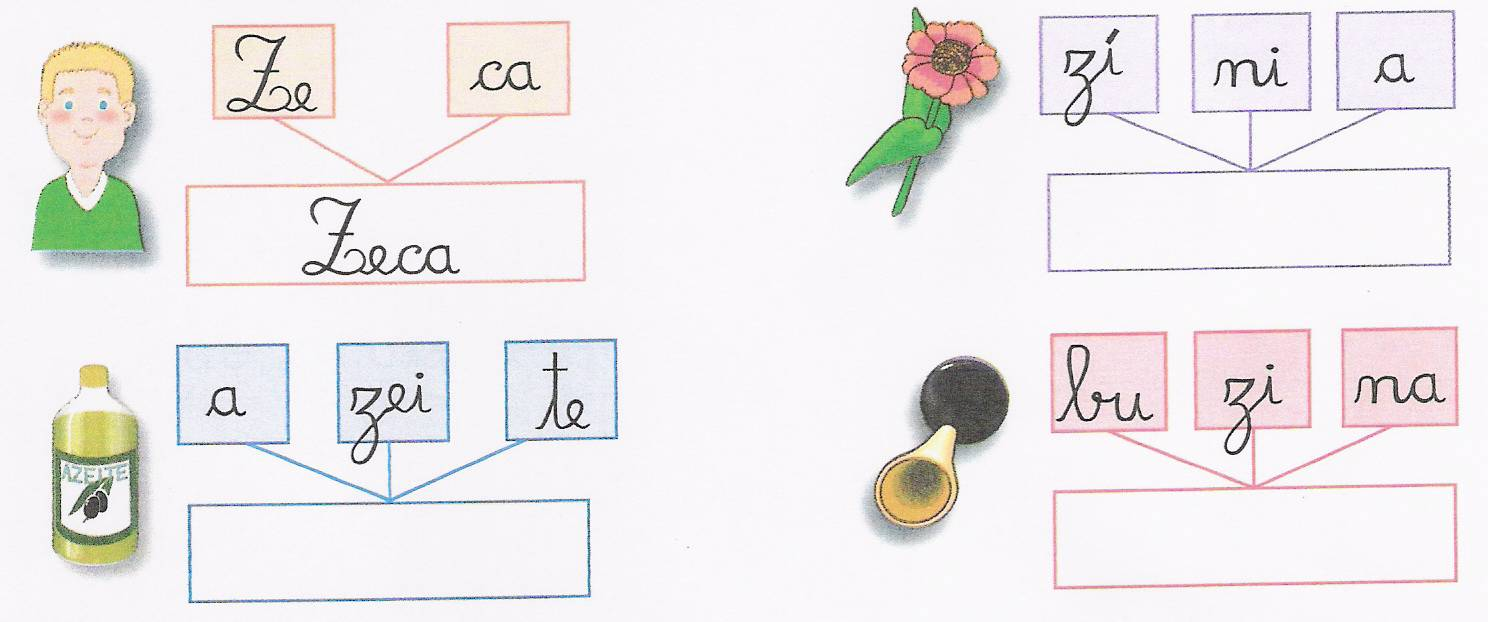 Ze ca
Zeca
zí ni a
a zei te
AZEITE
bu zi na